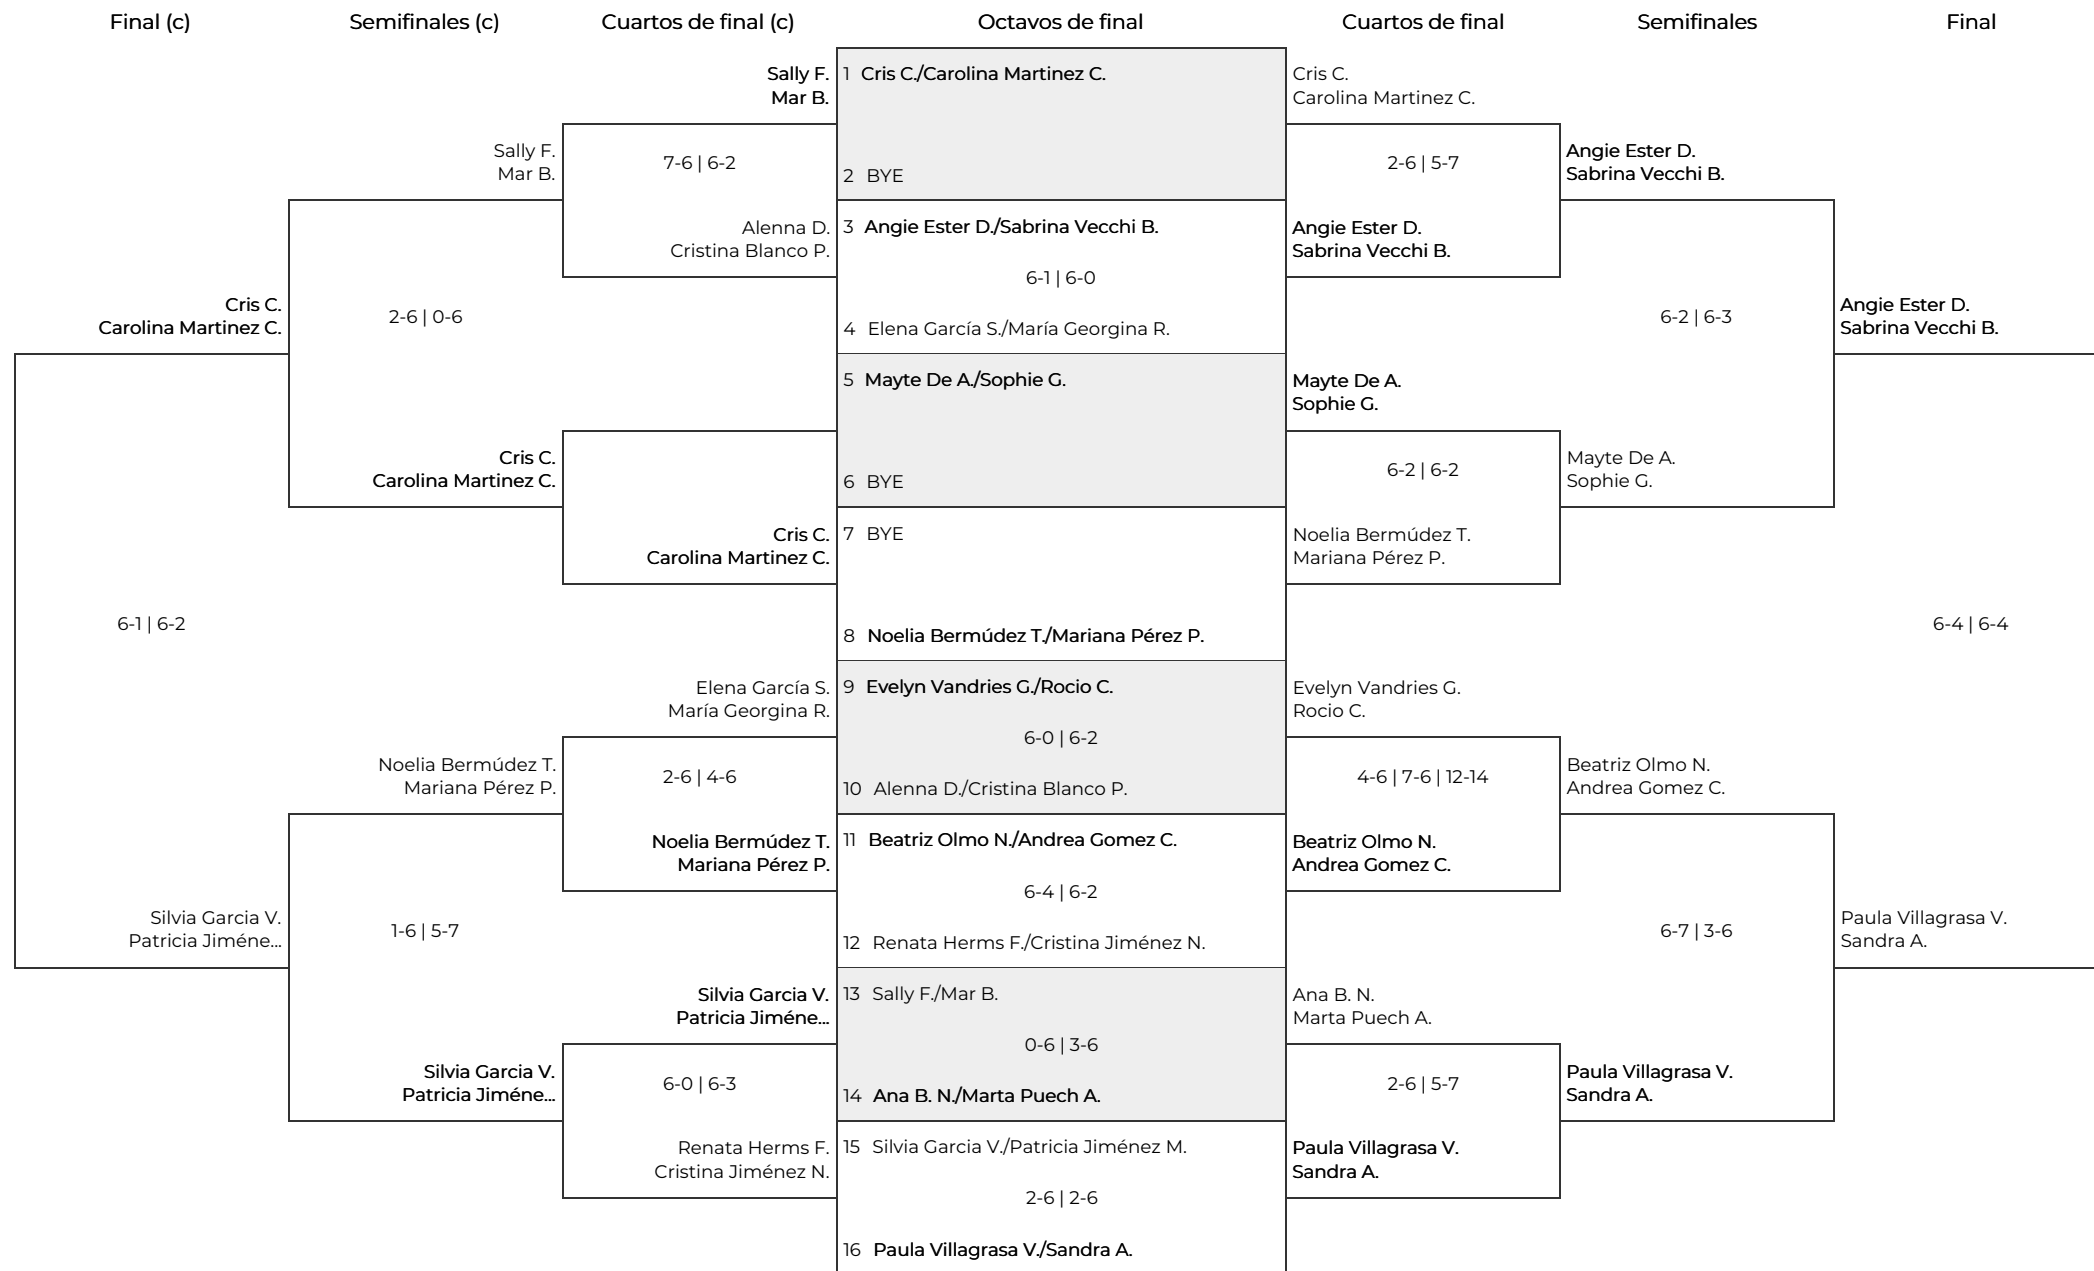 Final (c)
Semifinales (c)
Cuartos de final (c)
Octavos de final
Cuartos de final
Semifinales
Final
Cris C.
Carolina Martinez C.
6-1 | 6-2
Silvia Garcia V.
Patricia Jiméne...
Sally F.
Mar B.
2-6 | 0-6
Cris C.
Carolina Martinez C.
Noelia Bermúdez T.
Mariana Pérez P.
1-6 | 5-7
Silvia Garcia V.
Patricia Jiméne...
Sally F.
Mar B.
7-6 | 6-2
Alenna D.
Cristina Blanco P.
Cris C.
Carolina Martinez C.
Elena García S.
María Georgina R.
2-6 | 4-6
Noelia Bermúdez T.
Mariana Pérez P.
Silvia Garcia V.
Patricia Jiméne...
6-0 | 6-3
Renata Herms F.
Cristina Jiménez N.
1 Cris C./Carolina Martinez C.
2 BYE
3 Angie Ester D./Sabrina Vecchi B.
6-1 | 6-0
4 Elena García S./María Georgina R.
5 Mayte De A./Sophie G.
6 BYE
7 BYE
8 Noelia Bermúdez T./Mariana Pérez P.
9 Evelyn Vandries G./Rocio C.
6-0 | 6-2
10 Alenna D./Cristina Blanco P.
11 Beatriz Olmo N./Andrea Gomez C.
6-4 | 6-2
12 Renata Herms F./Cristina Jiménez N.
13 Sally F./Mar B.
0-6 | 3-6
14 Ana B. N./Marta Puech A.
15 Silvia Garcia V./Patricia Jiménez M.
2-6 | 2-6
16 Paula Villagrasa V./Sandra A.
Cris C.
Carolina Martinez C.
2-6 | 5-7
Angie Ester D.
Sabrina Vecchi B.
Mayte De A.
Sophie G.
6-2 | 6-2
Noelia Bermúdez T.
Mariana Pérez P.
Evelyn Vandries G.
Rocio C.
4-6 | 7-6 | 12-14
Beatriz Olmo N.
Andrea Gomez C.
Ana B. N.
Marta Puech A.
2-6 | 5-7
Paula Villagrasa V.
Sandra A.
Angie Ester D.
Sabrina Vecchi B.
6-2 | 6-3
Mayte De A.
Sophie G.
Beatriz Olmo N.
Andrea Gomez C.
6-7 | 3-6
Paula Villagrasa V.
Sandra A.
Angie Ester D.
Sabrina Vecchi B.
6-4 | 6-4
Paula Villagrasa V.
Sandra A.